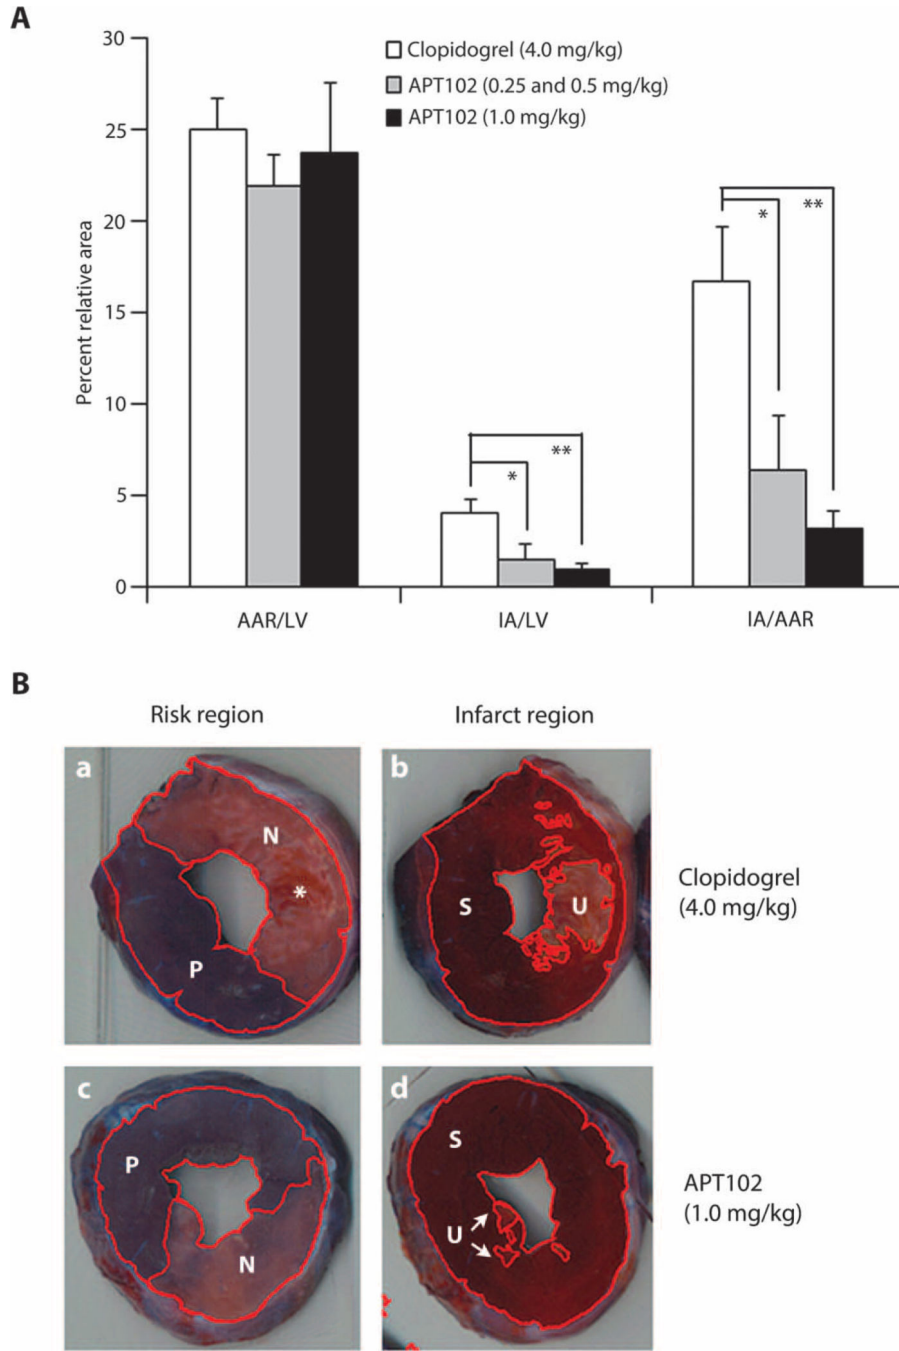 A
30
25
20
15
10
5
0
Percent relative area
Clopidogrel (4.0 mg/kg)
APT102 (0.25 and 0.5 mg/kg)
APT102 (1.0 mg/kg)
* **
* **
AAR/LV IA/LV IA/AAR
B
Risk region Infarct region
a N * P
b S U
Clopidogrel
(4.0 mg/kg)
c P N
d S U
APT102
(1.0 mg/kg)